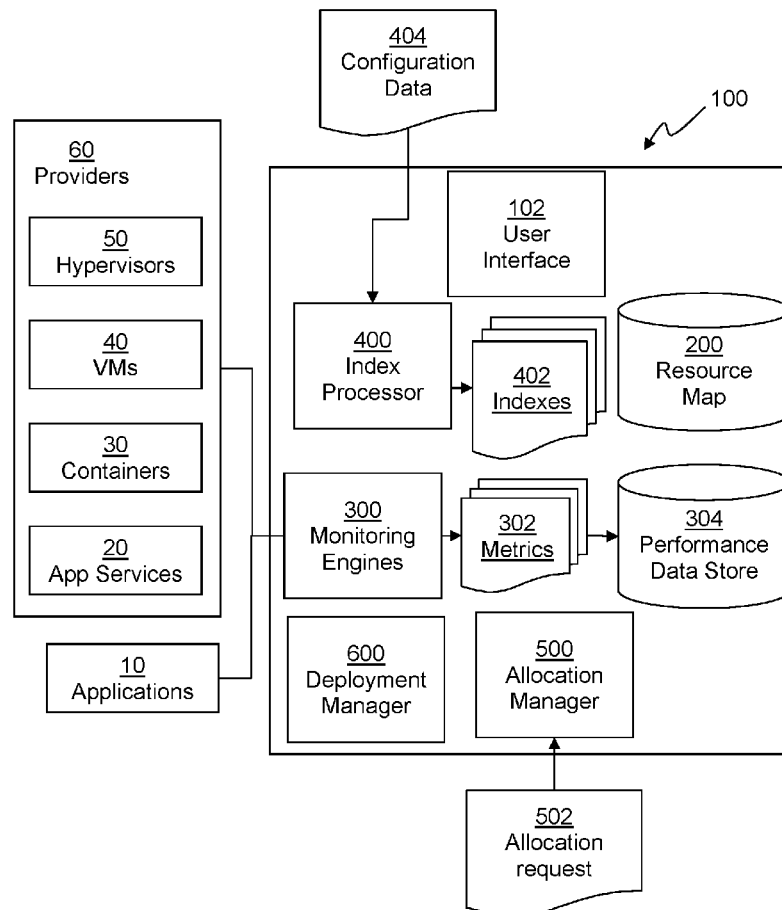 404
Configuration
Data
100
60
Providers
50
Hypervisors
40
VMs
30
Containers
20
App Services
10
Applications
102
User
Interface
400
Index
Processor
402
Indexes
200
Resource
Map
300
Monitoring
Engines
302
Metrics
304
Performance
Data Store
600
Deployment
Manager
500
Allocation
Manager
502
Allocation
request